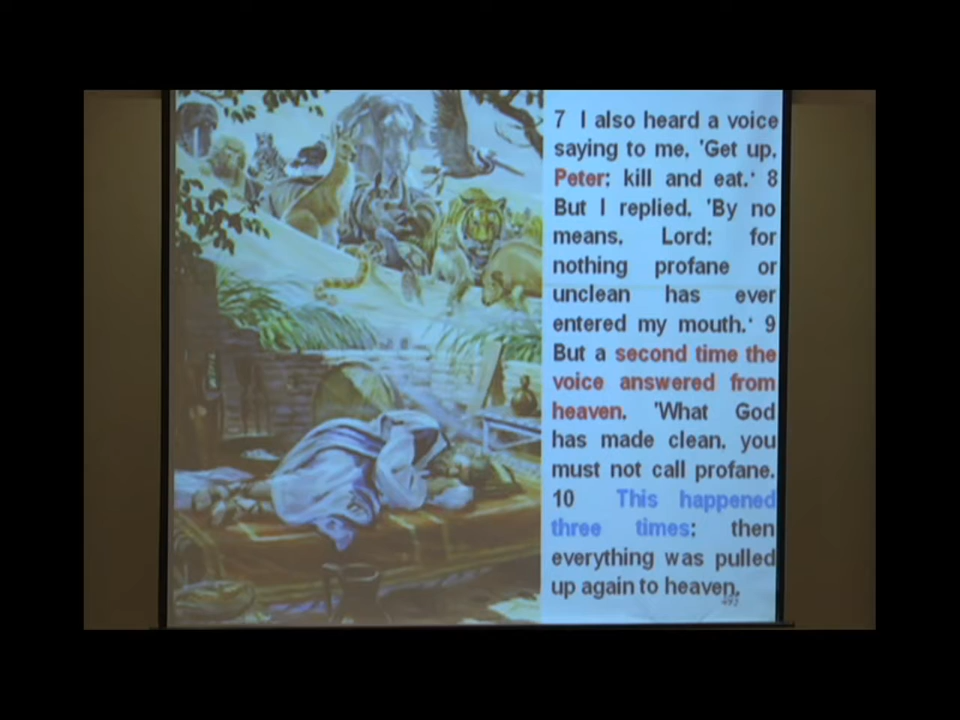 7 I also heard a voice
saying to me, 'Get up,
Peter; kill and eat.' 8
But I replied, 'By no
means, Lord; for
nothing profane or
unclean has ever
entered my mouth.' 9
But a second time the
voice answered from
heaven, 'What God
has made clean, you
must not call profane.
10 This happened
three times; then
everything was pulled
up again to heaven.